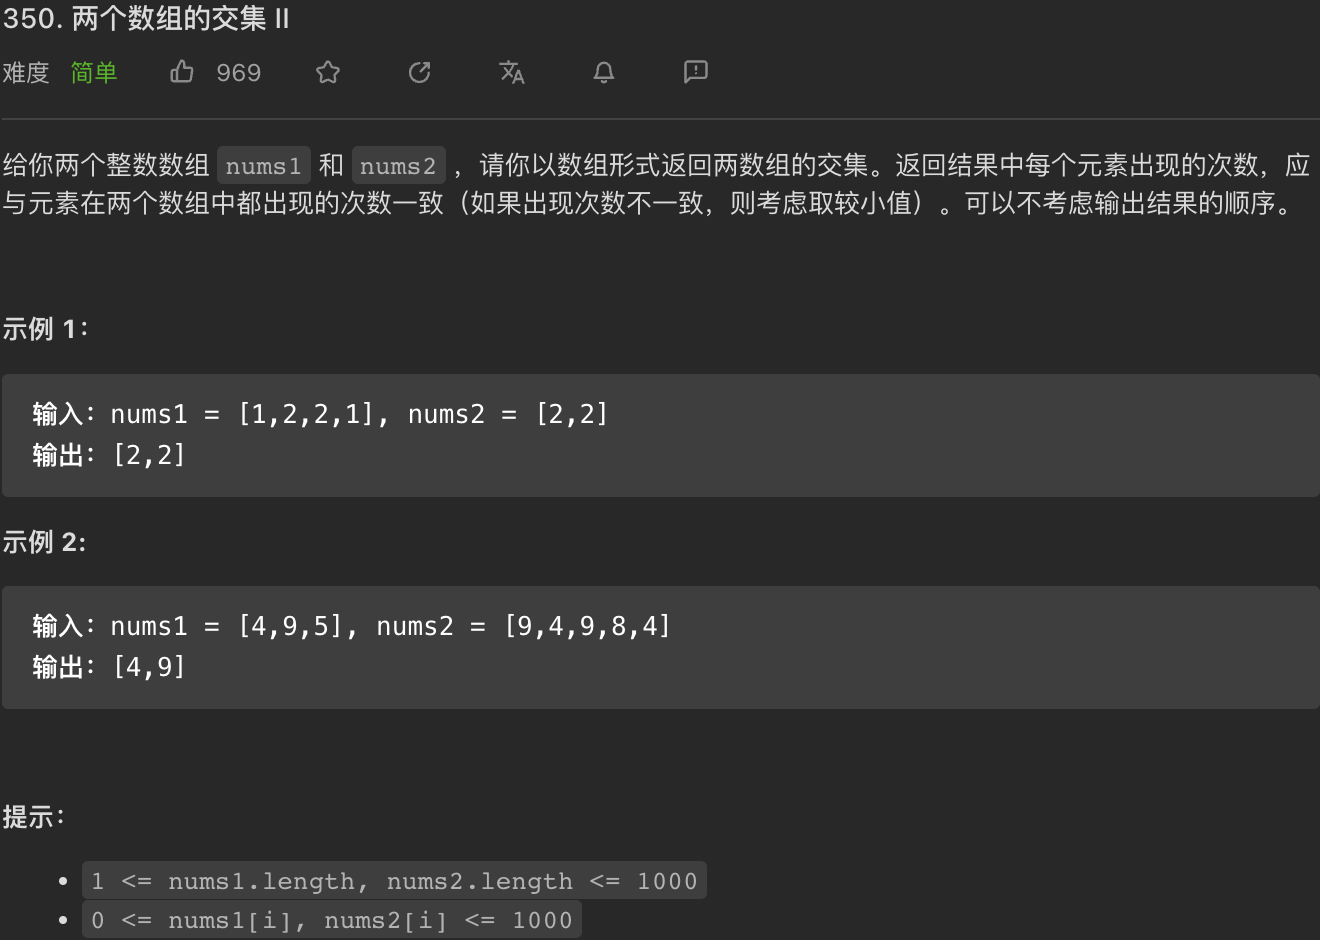 350. 两个数组的交集 II
难度 简单 969
给你两个整数数组 nums1 和 nums2 ，请你以数组形式返回两数组的交集。返回结果中每个元素出现的次数，应
与元素在两个数组中都出现的次数一致（如果出现次数不一致，则考虑取较小值）。可以不考虑输出结果的顺序。
示例 1：
输入：nums1 = [1,2,2,1], nums2 = [2,2]
输出：[2,2]
示例 2:
输入：nums1 = [4,9,5], nums2 = [9,4,9,8,4]
输出：[4,9]
提示：
• 1 <= nums1.length, nums2.length <= 1000
• 0 <= nums1[i], nums2[i] <= 1000